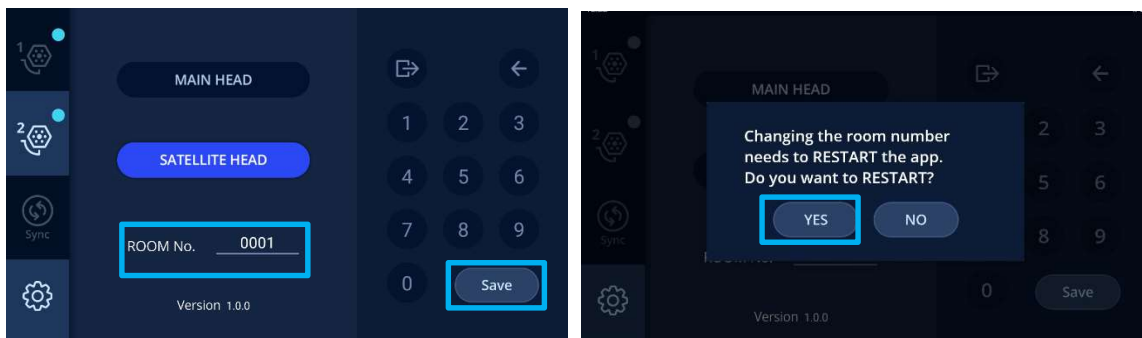 1
MAIN HEAD
1 2 3
2
SATELLITE HEAD
4 5 6
Sync
ROOM No. 0001
7 8 9
0 Save
Version 1.0.0
1
MAIN HEAD
2
Changing the room number
needs to RESTART the app.
Do you want to RESTART?
2 3
5 6
YES NO
Sync
8 9
0 Save
Version 1.0.0